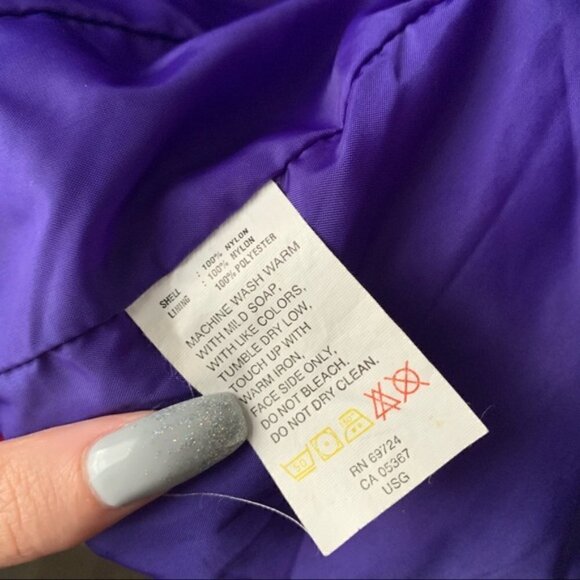 SHELL : 100% NYLON
LINING : 100% NYLON
100% POLYESTER
MACHINE WASH WARM
WITH MILD SOAP,
WITH LIKE COLORS,
TUMBLE DRY LOW,
TOUCH UP WITH
WARM IRON,
FACE SIDE ONLY.
DO NOT BLEACH.
DO NOT DRY CLEAN.
50
RN 69724
CA 05367
USG